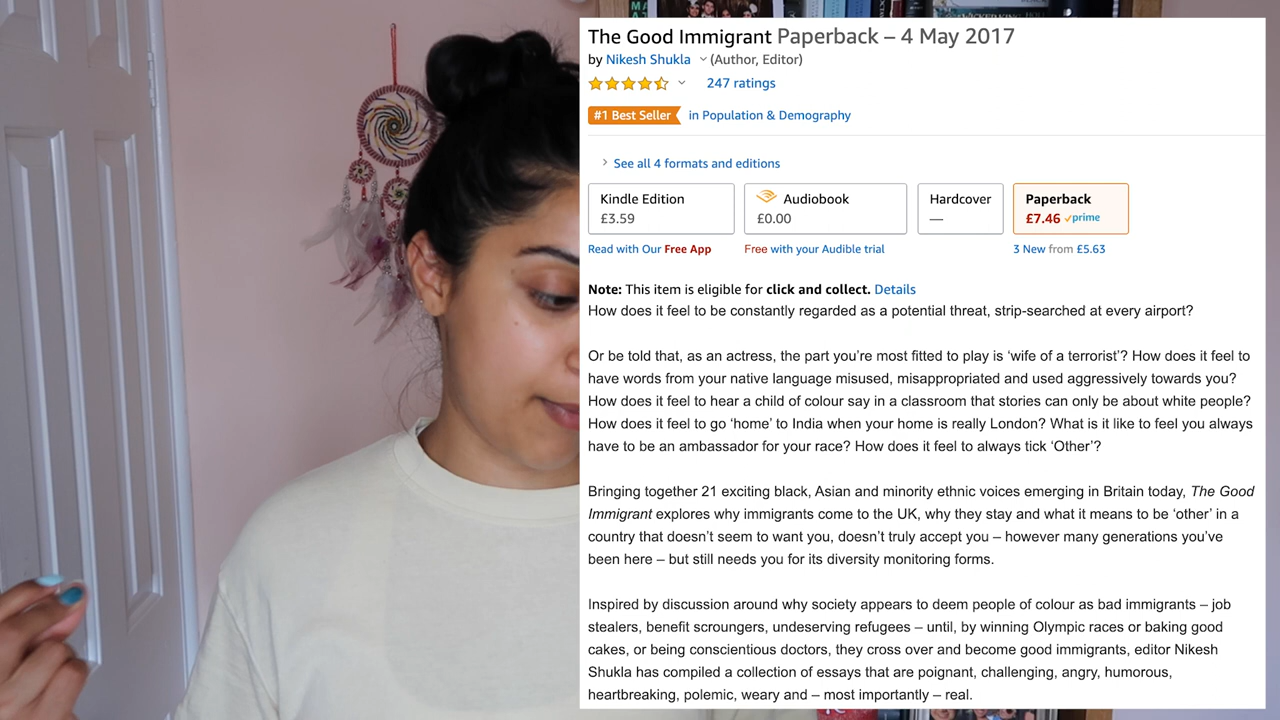 The Good Immigrant Paperback – 4 May 2017
by Nikesh Shukla (Author, Editor)
247 ratings
#1 Best Seller in Population & Demography
See all 4 formats and editions
Kindle Edition Audiobook Hardcover Paperback
£3.59 £0.00 — £7.46 prime
Read with Our Free App Free with your Audible trial 3 New from £5.63
Note: This item is eligible for click and collect. Details
How does it feel to be constantly regarded as a potential threat, strip-searched at every airport?
Or be told that, as an actress, the part you’re most fitted to play is ‘wife of a terrorist’? How does it feel to
have words from your native language misused, misappropriated and used aggressively towards you?
How does it feel to hear a child of colour say in a classroom that stories can only be about white people?
How does it feel to go ‘home’ to India when your home is really London? What is it like to feel you always
have to be an ambassador for your race? How does it feel to always tick ‘Other’?
Bringing together 21 exciting black, Asian and minority ethnic voices emerging in Britain today, The Good
Immigrant explores why immigrants come to the UK, why they stay and what it means to be ‘other’ in a
country that doesn’t seem to want you, doesn’t truly accept you – however many generations you’ve
been here – but still needs you for its diversity monitoring forms.
Inspired by discussion around why society appears to deem people of colour as bad immigrants – job
stealers, benefit scroungers, undeserving refugees – until, by winning Olympic races or baking good
cakes, or being conscientious doctors, they cross over and become good immigrants, editor Nikesh
Shukla has compiled a collection of essays that are poignant, challenging, angry, humorous,
heartbreaking, polemic, weary and – most importantly – real.